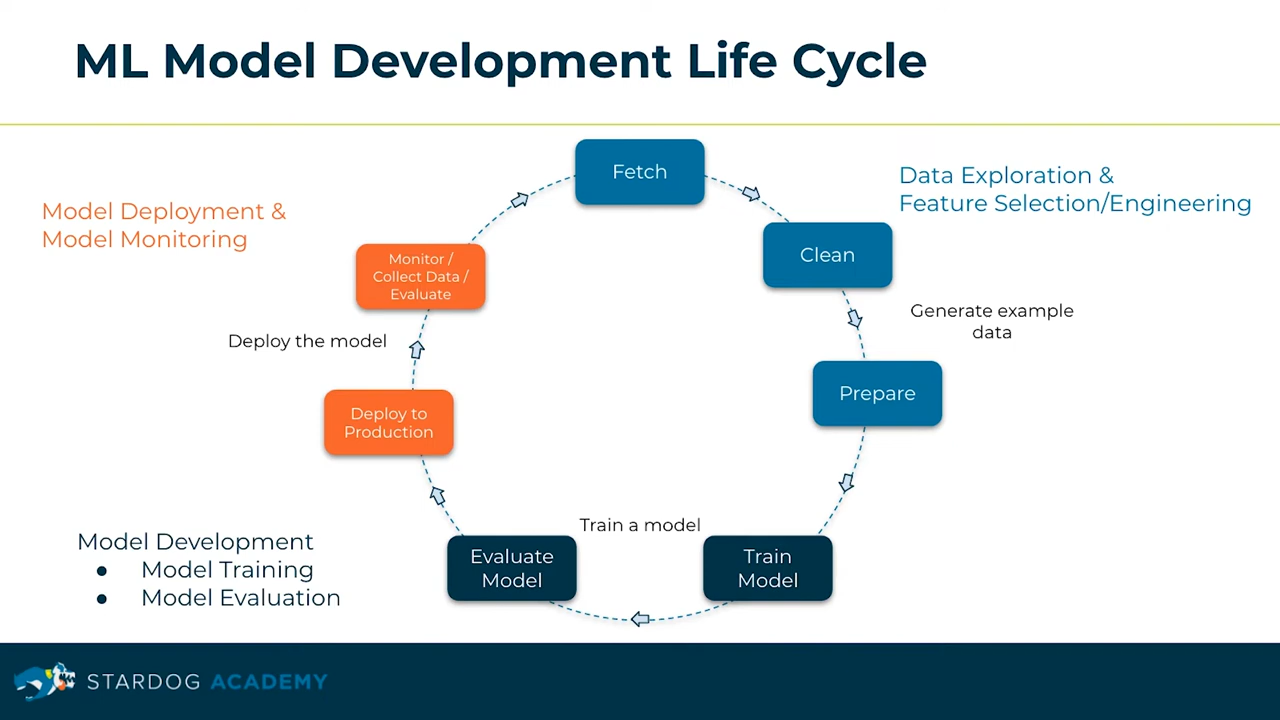 ML Model Development Life Cycle
Fetch
Data Exploration &
Feature Selection/Engineering
Clean
Generate example
data
Prepare
Train a model
Train
Model
Evaluate
Model
Model Development
● Model Training
● Model Evaluation
Deploy to
Production
Deploy the model
Monitor /
Collect Data /
Evaluate
Model Deployment &
Model Monitoring
STARDOG ACADEMY